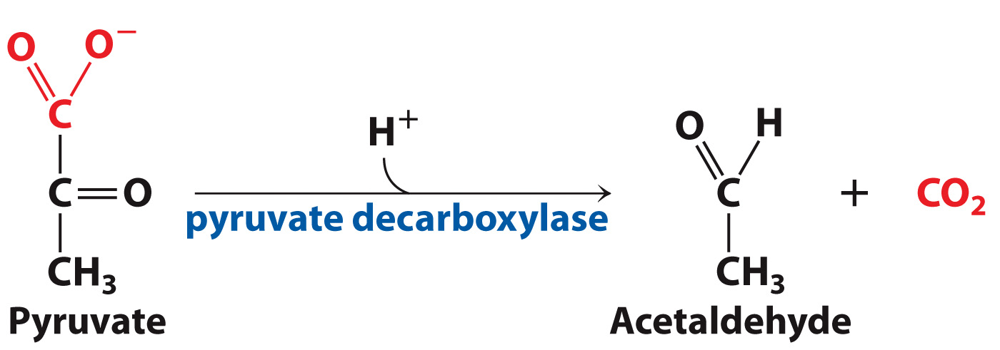 O O⁻
C
C=O
CH₃
Pyruvate
H⁺
pyruvate decarboxylase
O H
C
CH₃
Acetaldehyde
+ CO₂